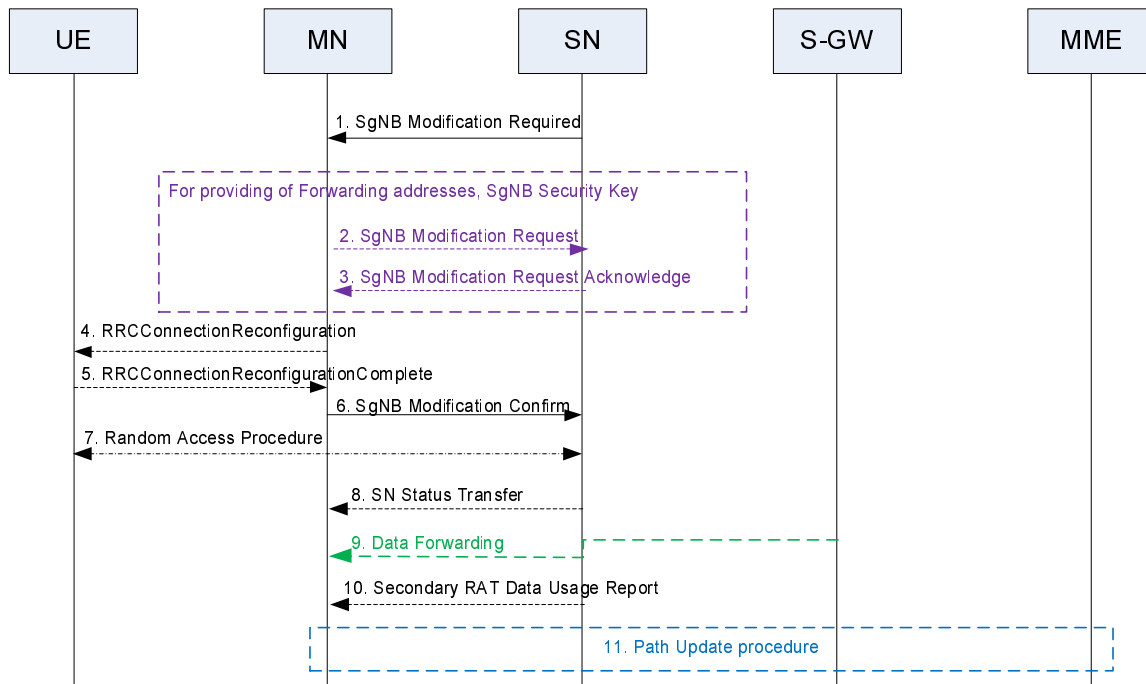 UE
MN
SN
S-GW
MME
1. SgNB Modification Required
For providing of Forwarding addresses, SgNB Security Key
2. SgNB Modification Request
3. SgNB Modification Request Acknowledge
4. RRCConnectionReconfiguration
5. RRCConnectionReconfigurationComplete
6. SgNB Modification Confirm
7. Random Access Procedure
8. SN Status Transfer
9. Data Forwarding
10. Secondary RAT Data Usage Report
11. Path Update procedure